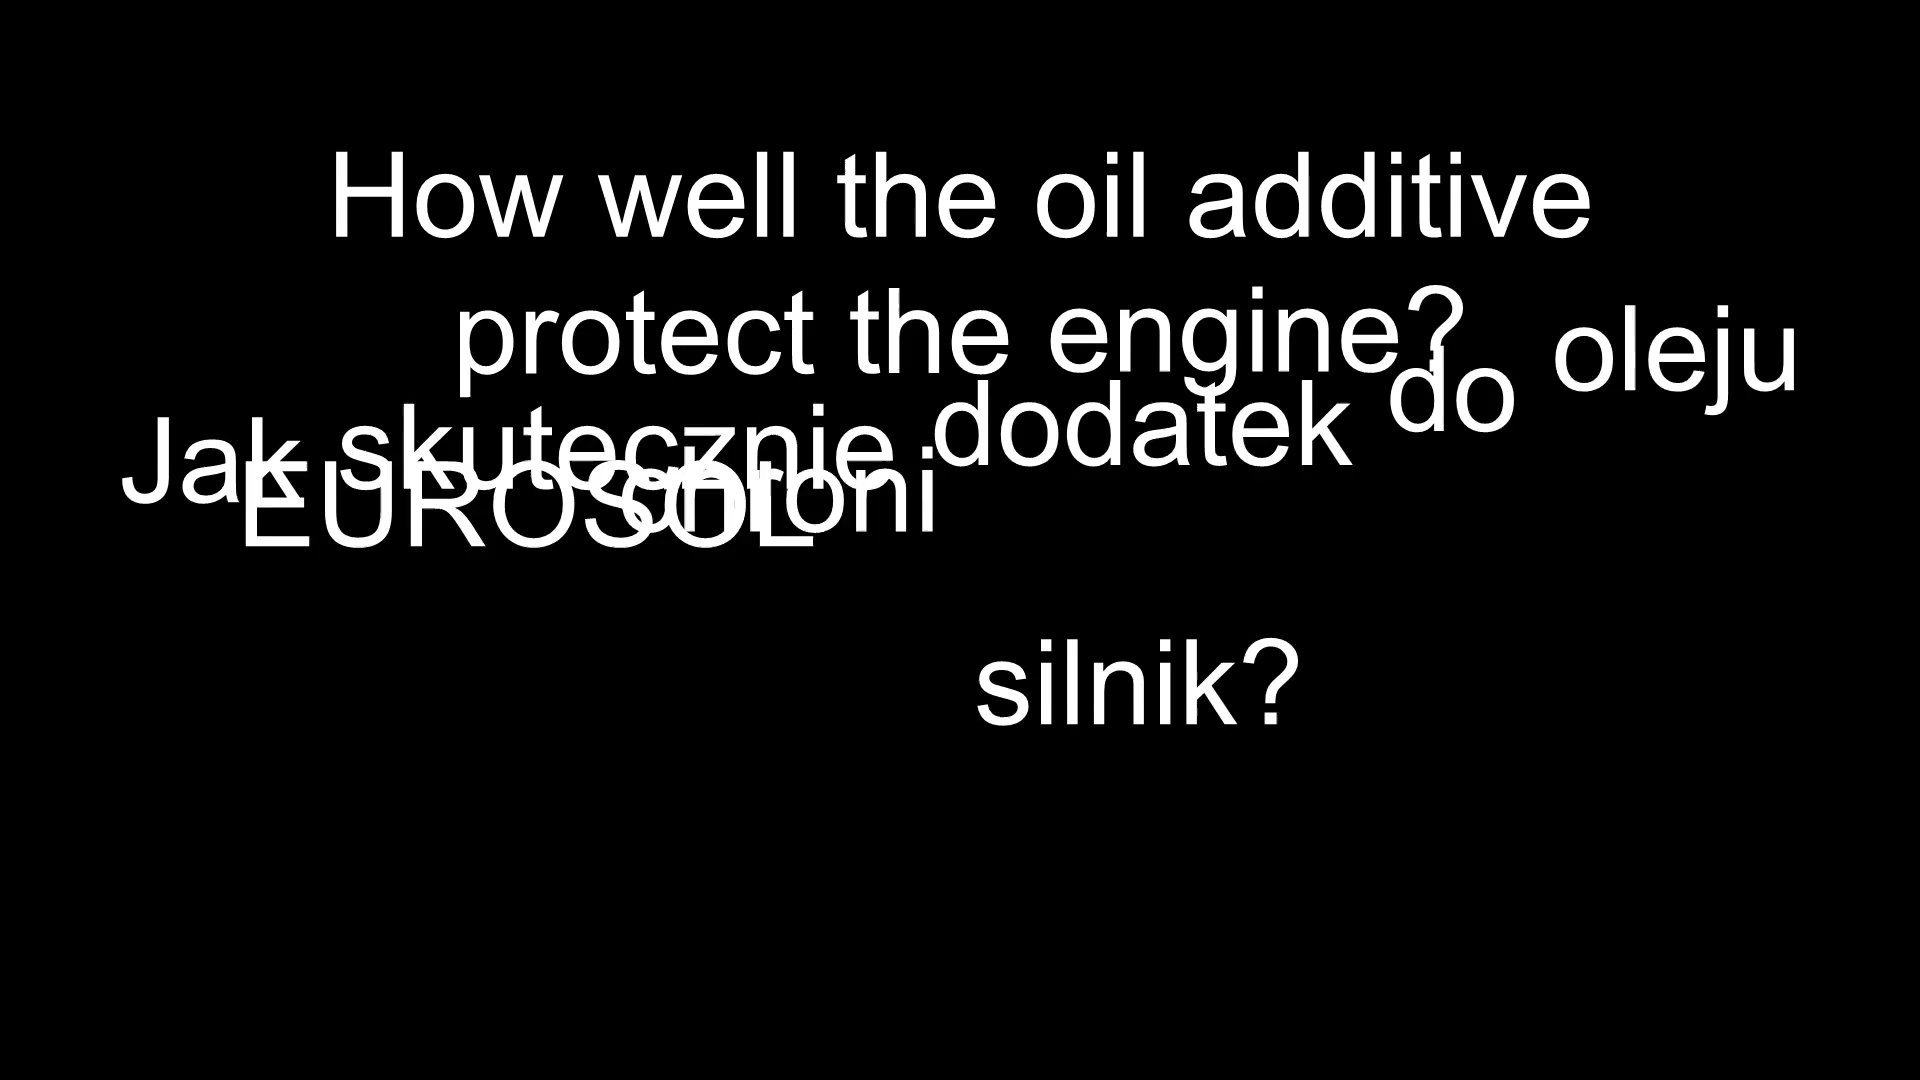 How well the oil additive
protect the engine?
Jak skutecznie dodatek do oleju
EUROSOL chroni
silnik?